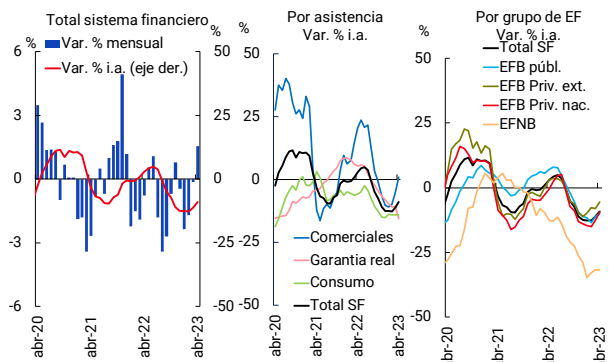 Total sistema financiero
%
%
6
3
0
-3
-6
50
25
0
-25
-50
Var. % mensual
Var. % i.a. (eje der.)
abr-20
abr-21
abr-22
abr-23
Por asistencia
Var. % i.a.
%
50
25
0
-25
-50
Comerciales
Garantia real
Consumo
Total SF
abr-20
abr-21
abr-22
abr-23
Por grupo de EF
Var. % i.a.
%
50
25
0
-25
-50
Total SF
EFB públ.
EFB Priv. ext.
EFB Priv. nac.
EFNB
abr-20
abr-21
abr-22
abr-23